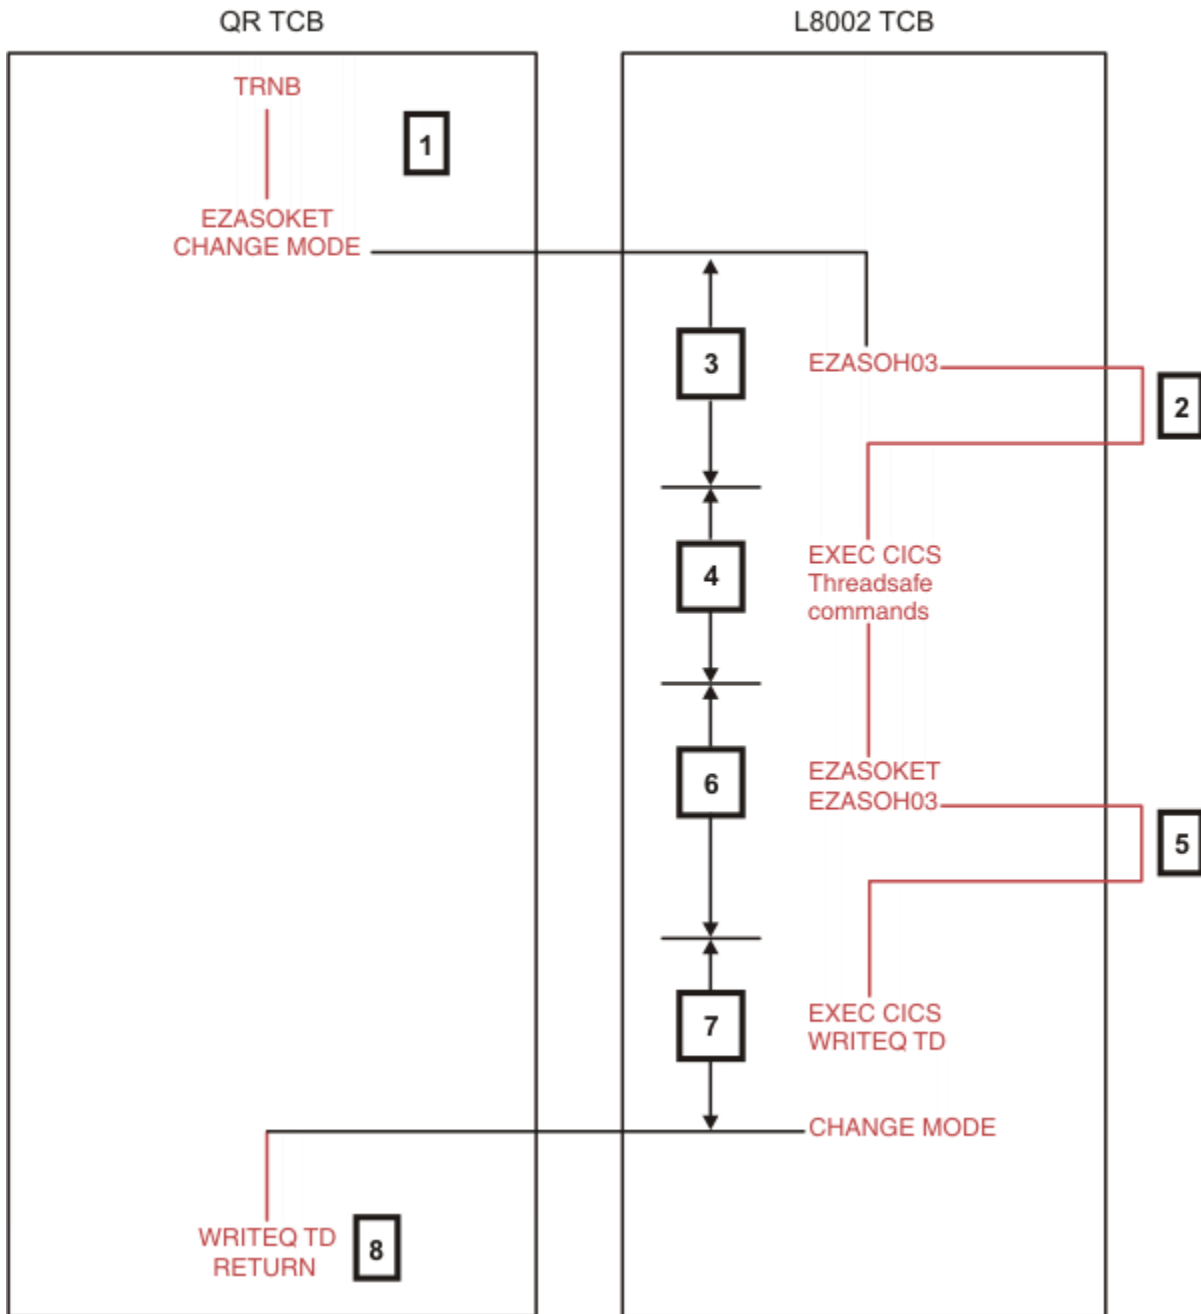 QR TCB
L8002 TCB
TRNB
1
EZASOKET
CHANGE MODE
3
EZASOH03
2
4
EXEC CICS
Threadsafe
commands
6
EZASOKET
EZASOH03
5
7
EXEC CICS
WRITEQ TD
CHANGE MODE
WRITEQ TD
RETURN
8